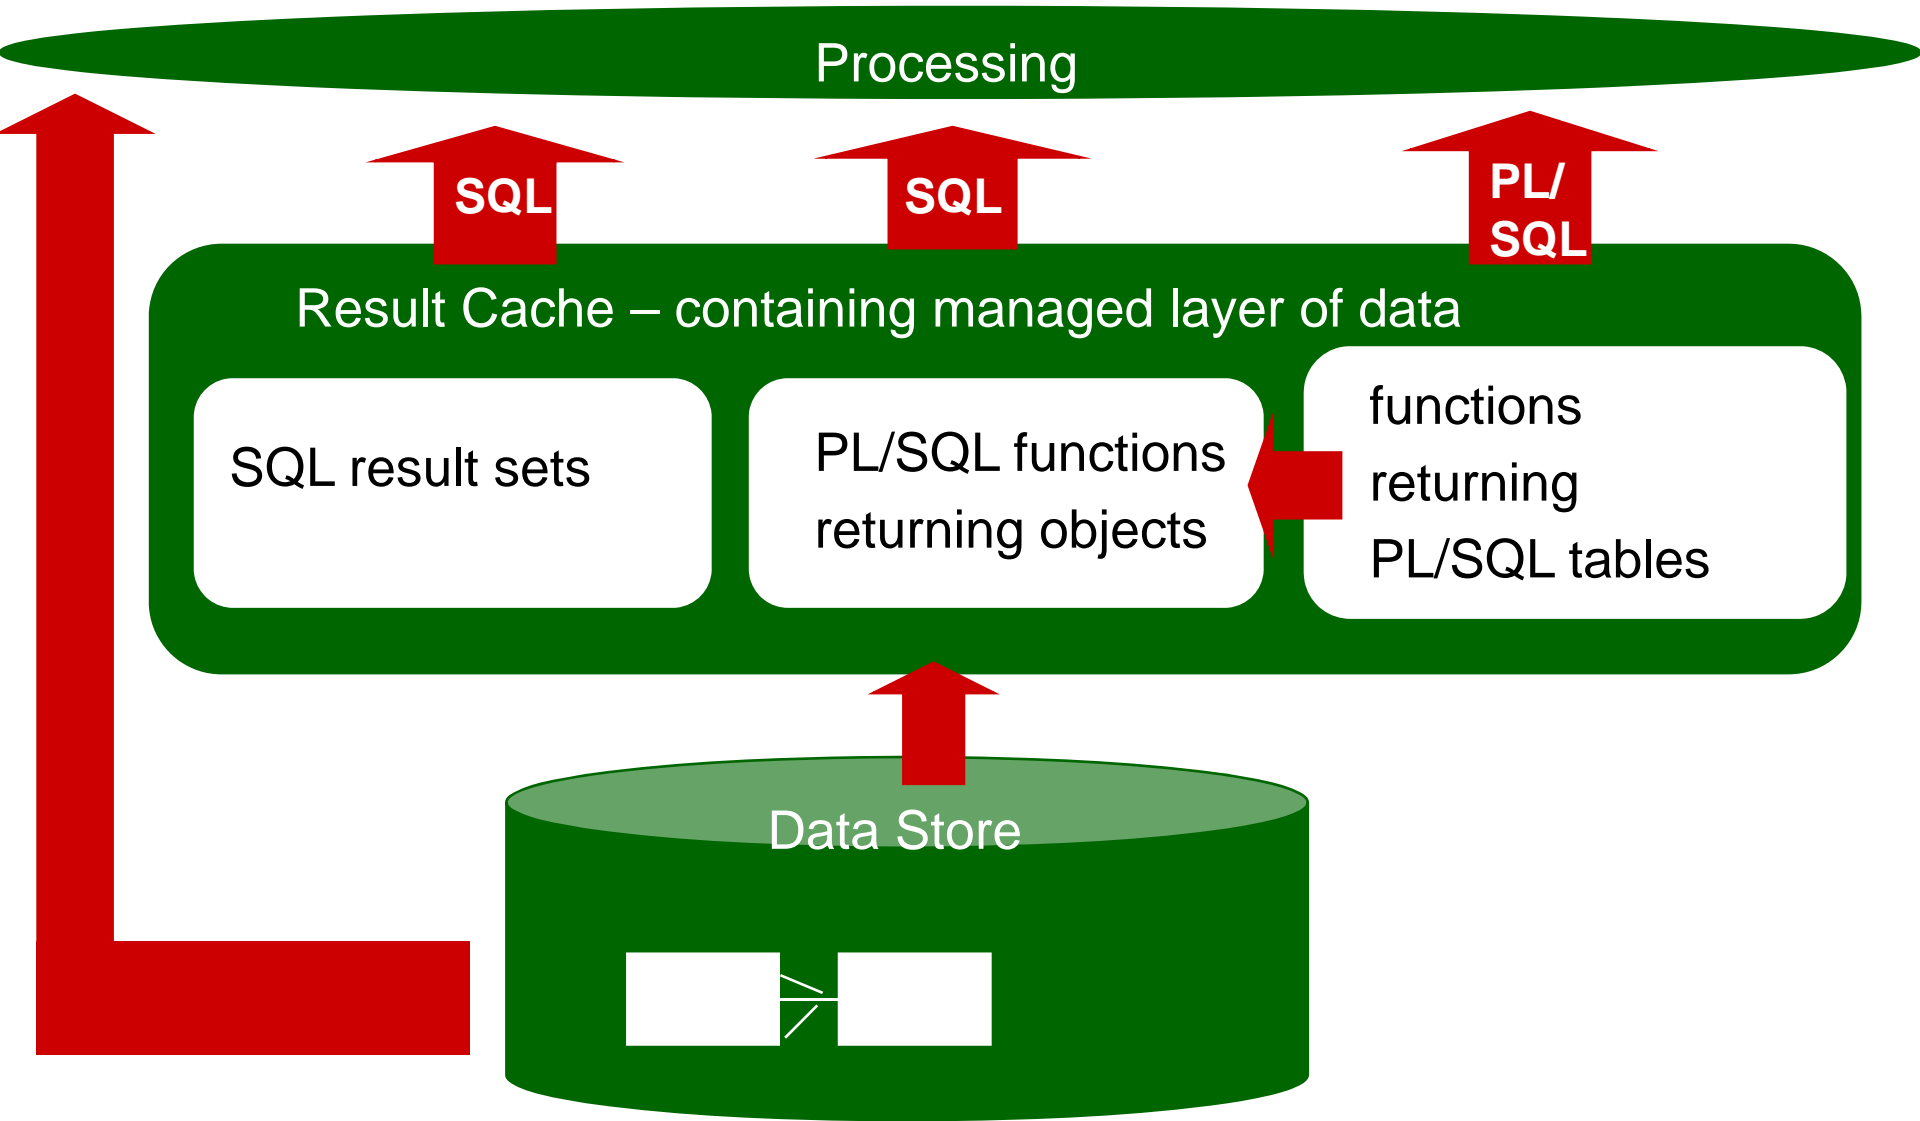 Processing
SQL
SQL
PL/
SQL
Result Cache – containing managed layer of data
SQL result sets
PL/SQL functions
returning objects
functions
returning
PL/SQL tables
Data Store